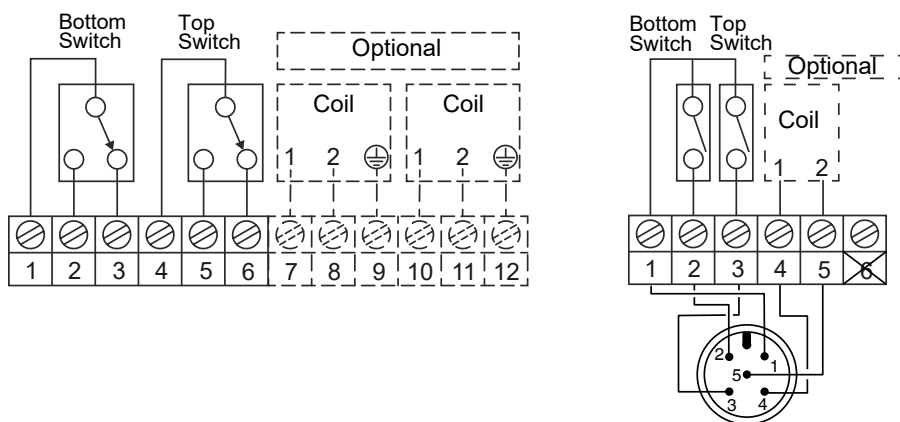 Bottom
Switch
Top
Switch
Optional
Coil
Coil
1 2
1 2
1 2 3 4 5 6 7 8 9 10 11 12
Bottom
Switch
Top
Switch
Optional
Coil
1 2
1 2 3 4 5 6
2 1
5
3 4